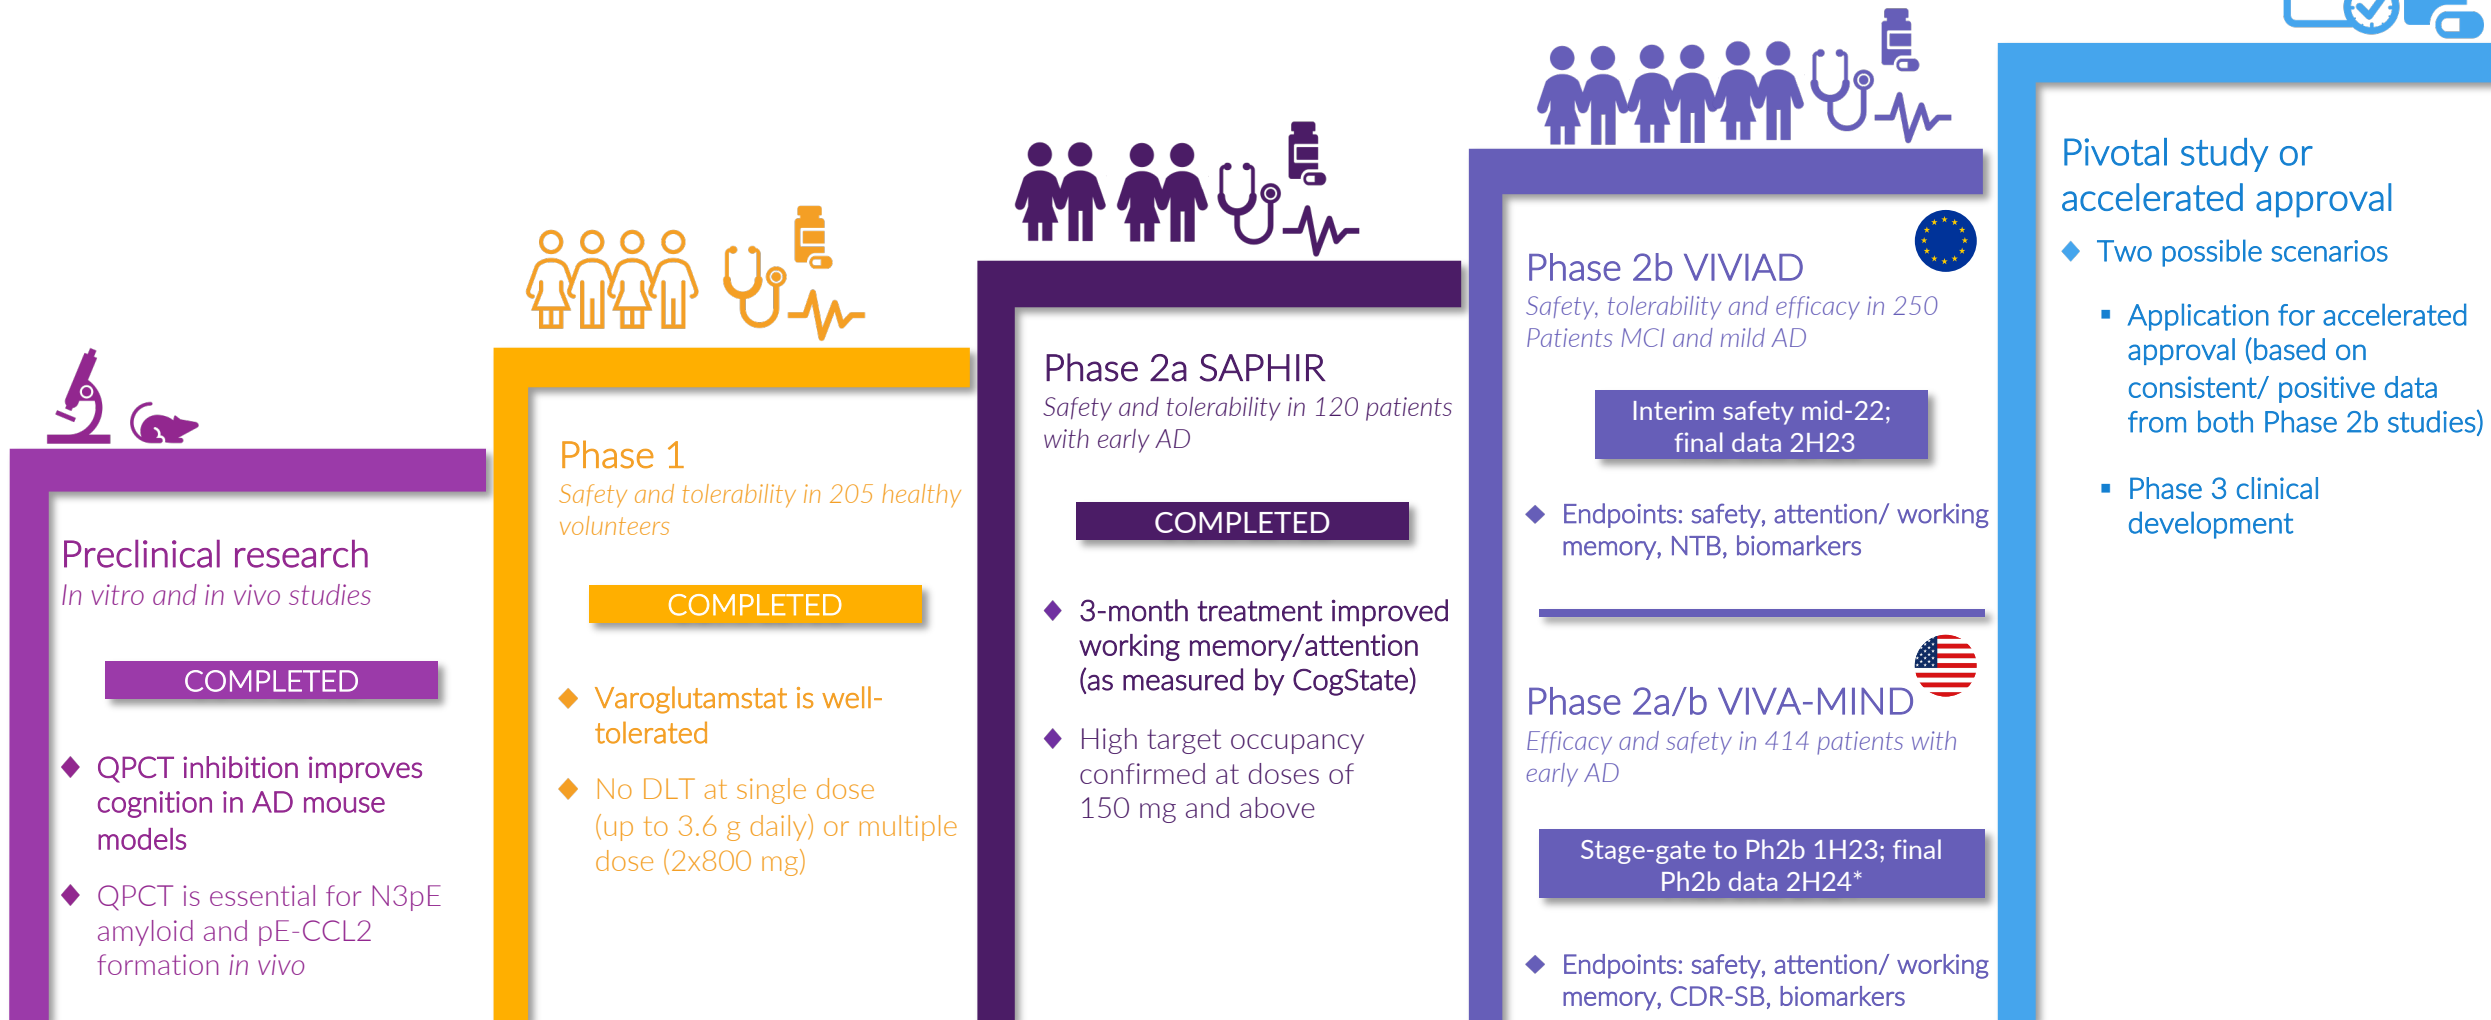 Preclinical research
In vitro and in vivo studies
COMPLETED
◆ QPCT inhibition improves
cognition in AD mouse
models
◆ QPCT is essential for N3pE
amyloid and pE-CCL2
formation in vivo
Phase 1
Safety and tolerability in 205 healthy
volunteers
COMPLETED
◆ Varoglutamstat is well-
tolerated
◆ No DLT at single dose
(up to 3.6 g daily) or multiple
dose (2x800 mg)
Phase 2a SAPHIR
Safety and tolerability in 120 patients
with early AD
COMPLETED
◆ 3-month treatment improved
working memory/attention
(as measured by CogState)
◆ High target occupancy
confirmed at doses of
150 mg and above
Phase 2b VIVIAD
Safety, tolerability and efficacy in 250
Patients MCI and mild AD
Interim safety mid-22;
final data 2H23
◆ Endpoints: safety, attention/ working
memory, NTB, biomarkers
Phase 2a/b VIVA-MIND
Efficacy and safety in 414 patients with
early AD
Stage-gate to Ph2b 1H23; final
Ph2b data 2H24*
◆ Endpoints: safety, attention/ working
memory, CDR-SB, biomarkers
Pivotal study or
accelerated approval
◆ Two possible scenarios
▪ Application for accelerated
approval (based on
consistent/ positive data
from both Phase 2b studies)
▪ Phase 3 clinical
development